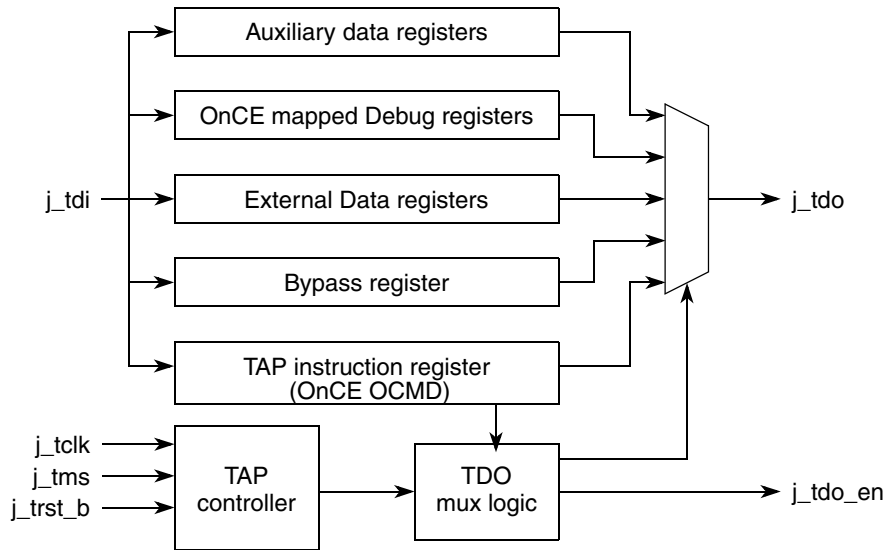 Auxiliary data registers
OnCE mapped Debug registers
j_tdi
External Data registers
j_tdo
Bypass register
TAP instruction register
(OnCE OCMD)
j_tclk
j_tms
j_trst_b
TAP
controller
TDO
mux logic
j_tdo_en